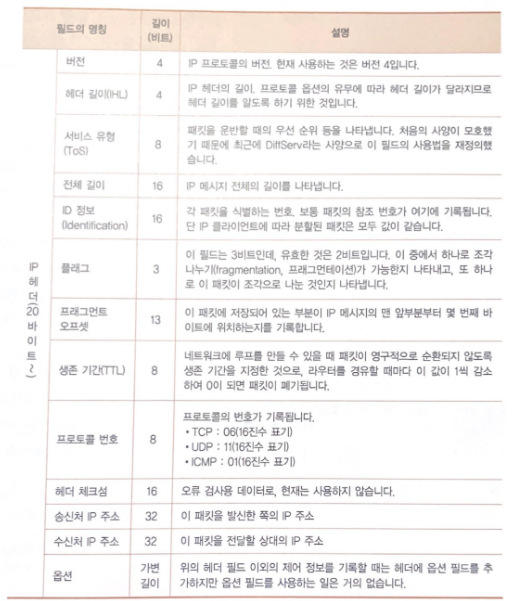 필드의 명칭 길이(비트) 설명
버전 4 IP 프로토콜의 버전. 현재 사용하는 것은 버전 4입니다.
헤더 길이(IHL) 4 IP 헤더의 길이. 프로토콜 옵션의 유무에 따라 헤더 길이가 달라지므로
헤더 길이를 알도록 하기 위한 것입니다.
서비스 유형(ToS) 8 패킷을 운반할 때의 우선 순위 등을 나타냅니다. 처음의 사양이 모호했
기 때문에 최근에 DiffServ라는 사양으로 이 필드의 사용법을 재정의했
습니다.
전체 길이 16 IP 메시지 전체의 길이를 나타냅니다.
ID 정보(Identification) 16 각 패킷을 식별하는 번호. 보통 패킷의 참조 번호가 여기에 기록됩니다.
단 IP 클라이언트에 따라 분할된 패킷은 모두 값이 같습니다.
플래그 3 이 필드는 3비트인데, 유효한 것은 2비트입니다. 이 중에서 하나로 조각
나누기(fragmentation, 프래그먼테이션)가 가능한지 나타내고, 또 하나
로 이 패킷이 조각으로 나눈 것인지 나타냅니다.
프래그먼트 오프셋 13 이 패킷에 저장되어 있는 부분이 IP 메시지의 맨 앞부분부터 몇 번째 바
이트에 위치하는지를 기록합니다.
생존 기간(TTL) 8 네트워크에 루프를 만들 수 있을 때 패킷이 영구적으로 순환되지 않도록
생존 기간을 지정한 것으로, 라우터를 경유할 때마다 이 값이 1씩 감소
하여 0이 되면 패킷이 폐기됩니다.
프로토콜 번호 8 프로토콜의 번호가 기록됩니다.
• TCP : 06(16진수 표기)
• UDP : 11(16진수 표기)
• ICMP : 01(16진수 표기)
헤더 체크섬 16 오류 검사용 데이터로, 현재는 사용하지 않습니다.
송신처 IP 주소 32 이 패킷을 발신한 쪽의 IP 주소
수신처 IP 주소 32 이 패킷을 전달할 상대의 IP 주소
옵션 가변 길이 위의 헤더 필드 이외의 제어 정보를 기록할 때는 헤더에 옵션 필드를 추
가하지만 옵션 필드를 사용하는 일은 거의 없습니다.
IP 헤더(20바이트~)